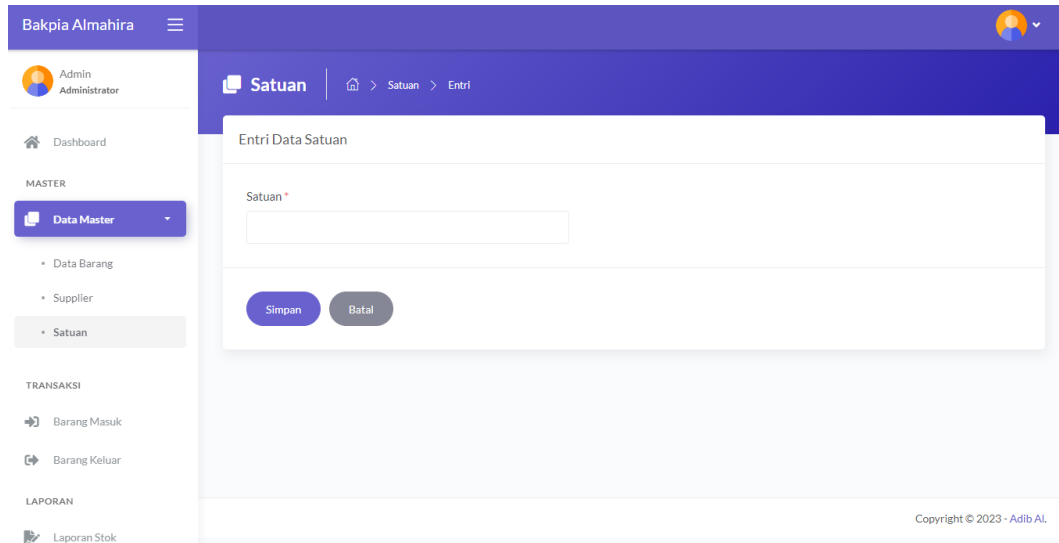 Bakpia Almahira
Admin
Administrator
Dashboard
MASTER
Data Master
Data Barang
Supplier
Satuan
TRANSAKSI
Barang Masuk
Barang Keluar
LAPORAN
Laporan Stok
Satuan
> Satuan > Entri
Entri Data Satuan
Satuan *
Simpan Batal
Copyright © 2023 - Adib Al.